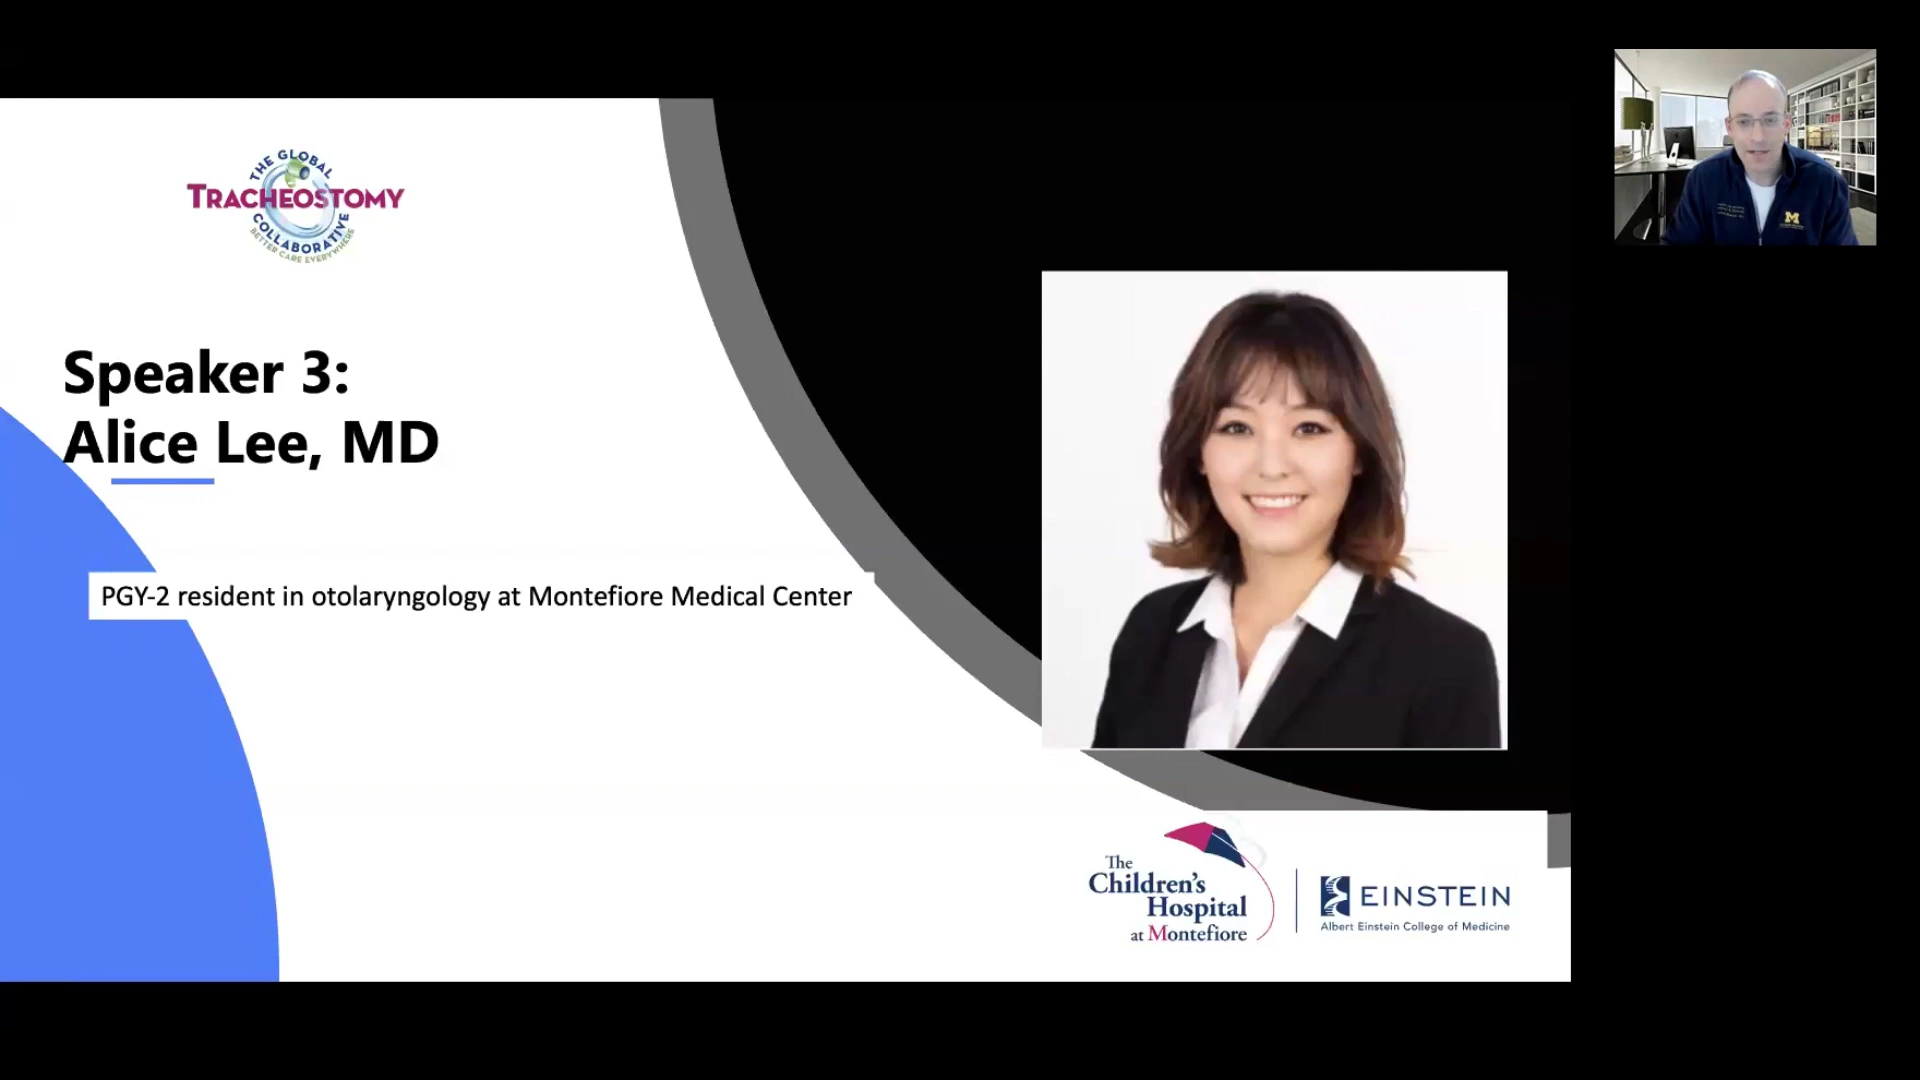 THE GLOBAL
TRACHEOSTOMY
COLLABORATIVE
BETTER CARE EVERYWHERE
Speaker 3:
Alice Lee, MD
PGY-2 resident in otolaryngology at Montefiore Medical Center
The
Children's
Hospital
at Montefiore
EINSTEIN
Albert Einstein College of Medicine
M